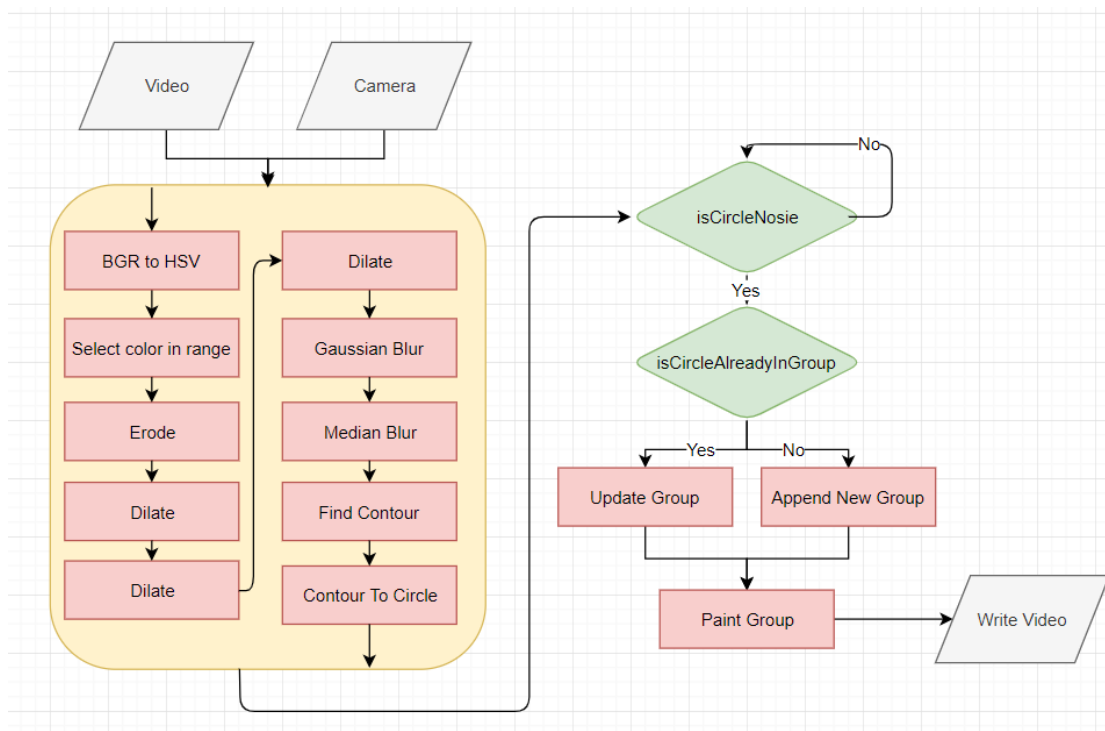 Video
Camera
BGR to HSV
Select color in range
Erode
Dilate
Dilate
Dilate
Gaussian Blur
Median Blur
Find Contour
Contour To Circle
No
isCircleNosie
Yes
isCircleAlreadyInGroup
Yes
No
Update Group
Append New Group
Paint Group
Write Video